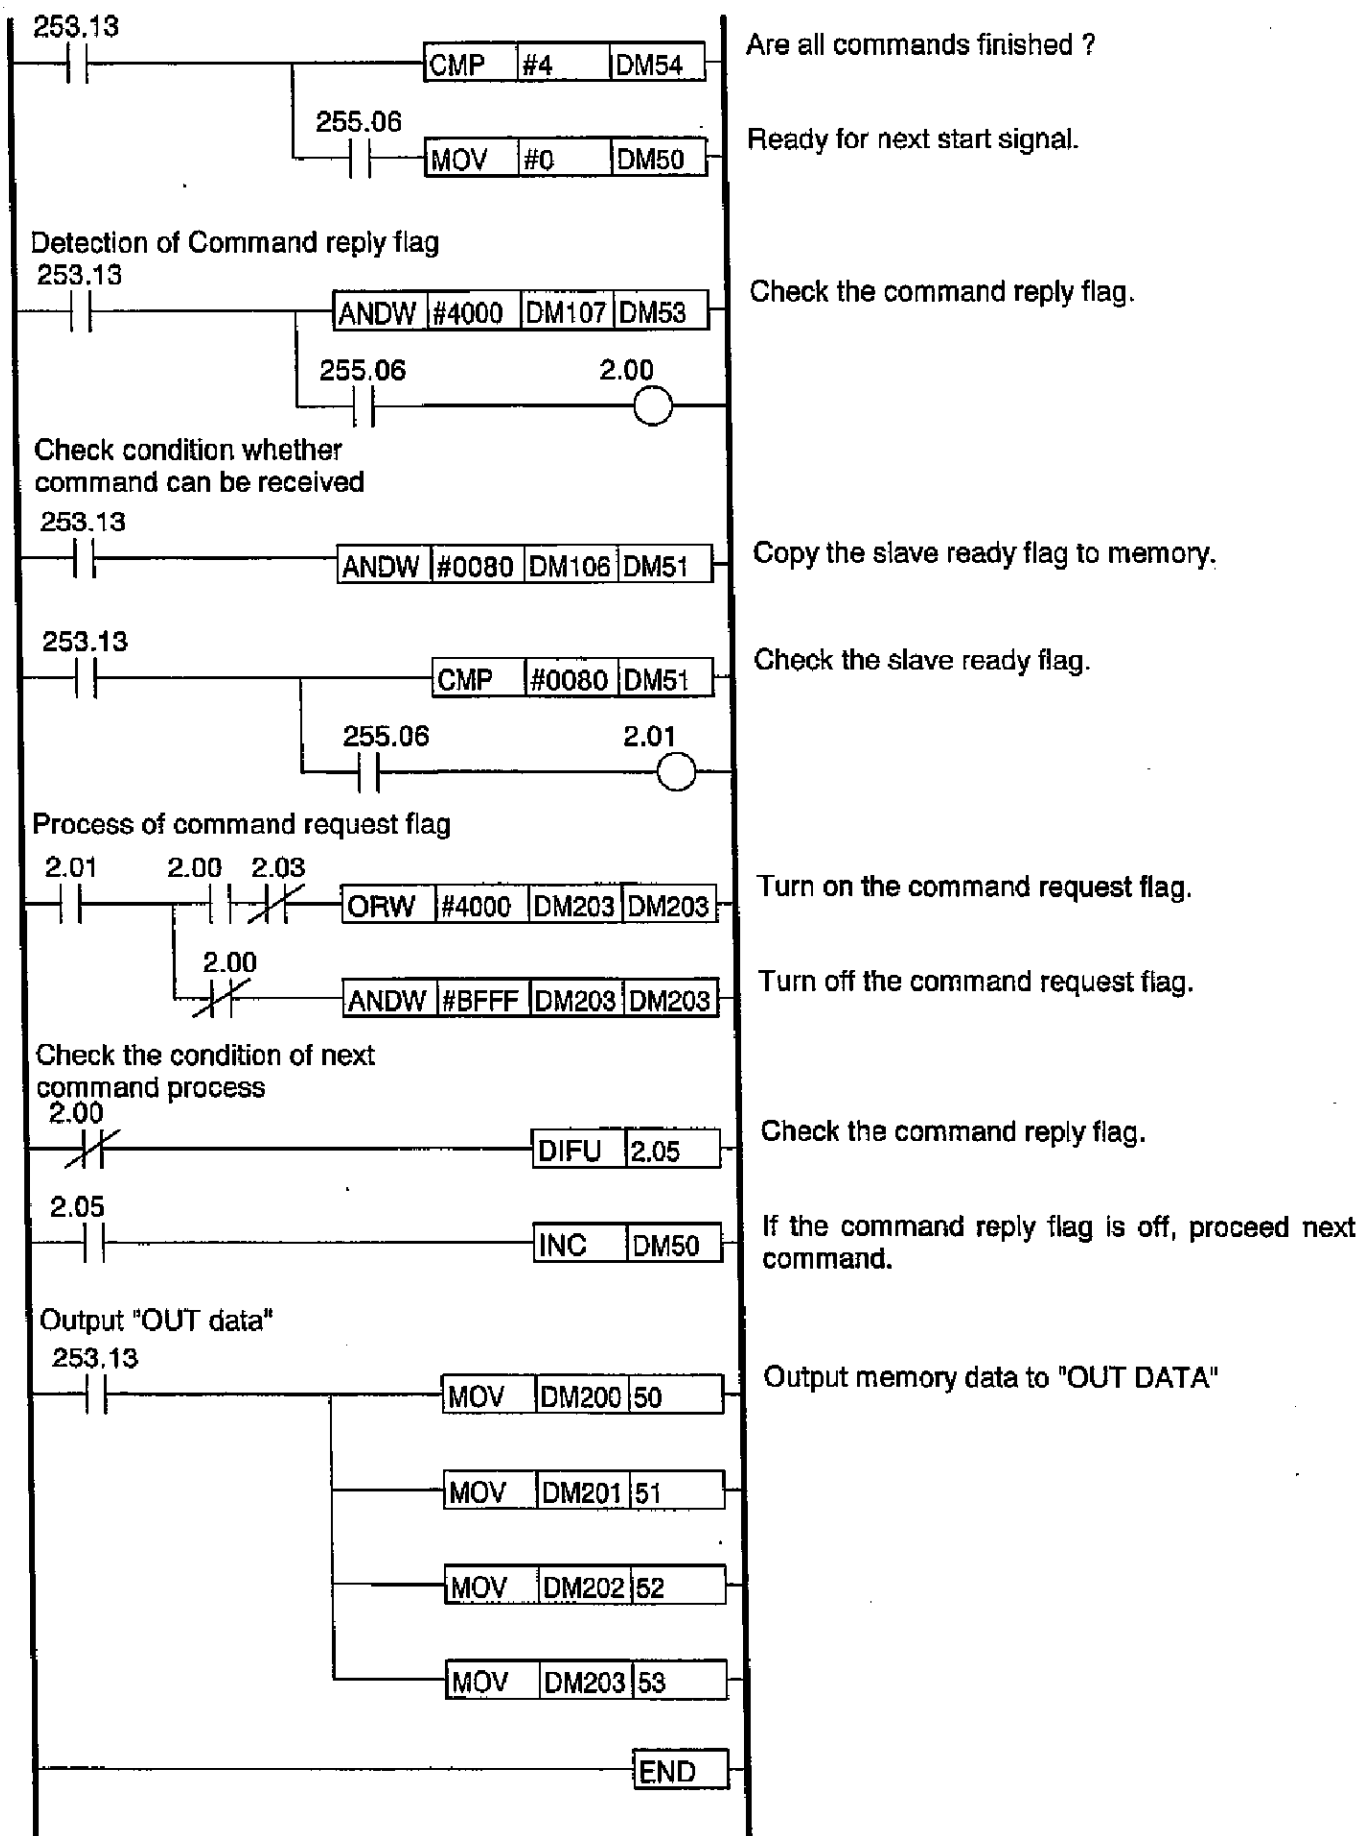 253.13
CMP #4 DM54
Are all commands finished ?
255.06
MOV #0 DM50
Ready for next start signal.
Detection of Command reply flag
253.13
ANDW #4000 DM107 DM53
Check the command reply flag.
255.06 2.00
Check condition whether
command can be received
253.13
ANDW #0080 DM106 DM51
Copy the slave ready flag to memory.
253.13
CMP #0080 DM51
Check the slave ready flag.
255.06 2.01
Process of command request flag
2.01 2.00 2.03
ORW #4000 DM203 DM203
Turn on the command request flag.
2.00
ANDW #BFFF DM203 DM203
Turn off the command request flag.
Check the condition of next
command process
2.00
DIFU 2.05
Check the command reply flag.
2.05
INC DM50
If the command reply flag is off, proceed next
command.
Output "OUT data"
253.13
MOV DM200 50
Output memory data to "OUT DATA"
MOV DM201 51
MOV DM202 52
MOV DM203 53
END